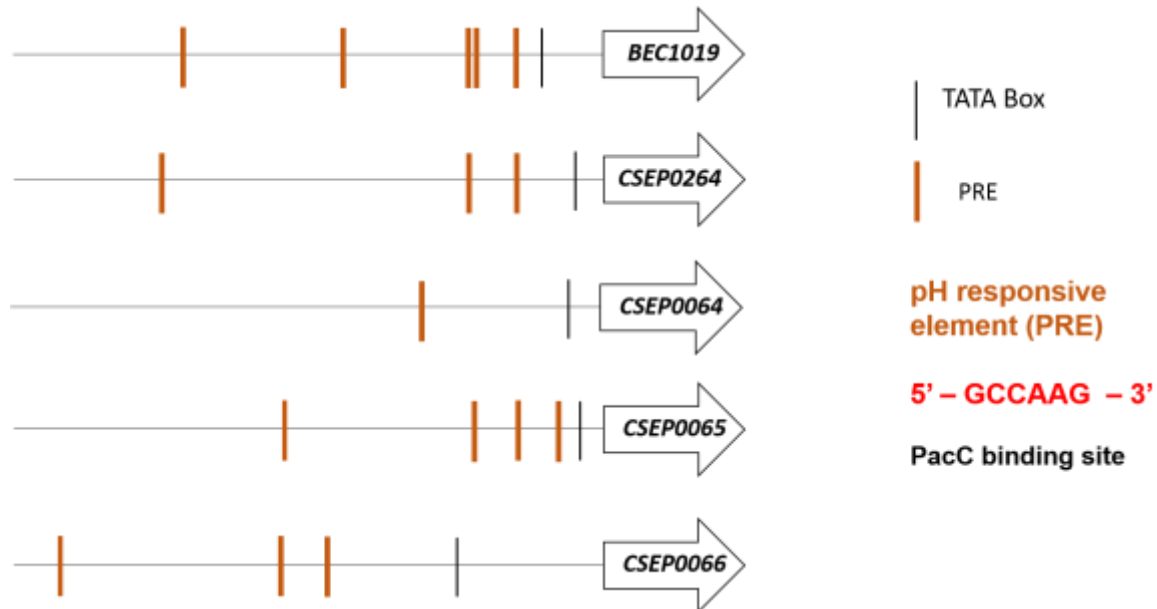 BEC1019
CSEP0264
CSEP0064
CSEP0065
CSEP0066
TATA Box
PRE
pH responsive
element (PRE)
5’ – GCCAAG – 3’
PacC binding site